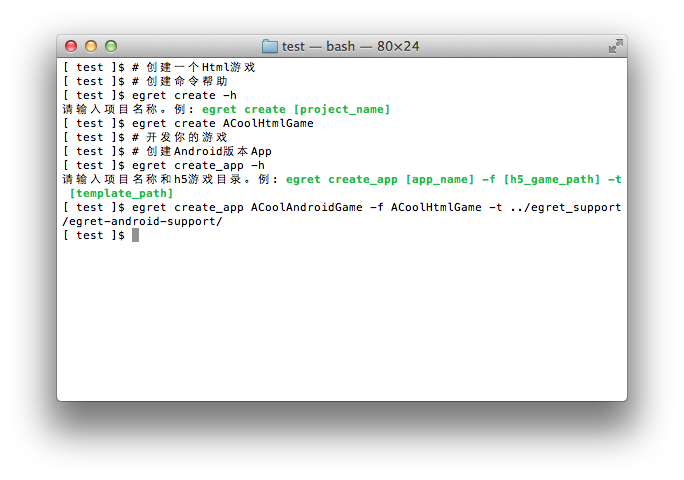 test — bash — 80×24
[ test ]$ # 创建一个Html游戏
[ test ]$ # 创建命令帮助
[ test ]$ egret create -h
请输入项目名称。例: egret create [project_name]
[ test ]$ egret create ACoolHtmlGame
[ test ]$ # 开发你的游戏
[ test ]$ # 创建Android版本App
[ test ]$ egret create_app -h
请输入项目名称和h5游戏目录。例: egret create_app [app_name] -f [h5_game_path] -t
[template_path]
[ test ]$ egret create_app ACoolAndroidGame -f ACoolHtmlGame -t ../egret_support
/egret-android-support/
[ test ]$